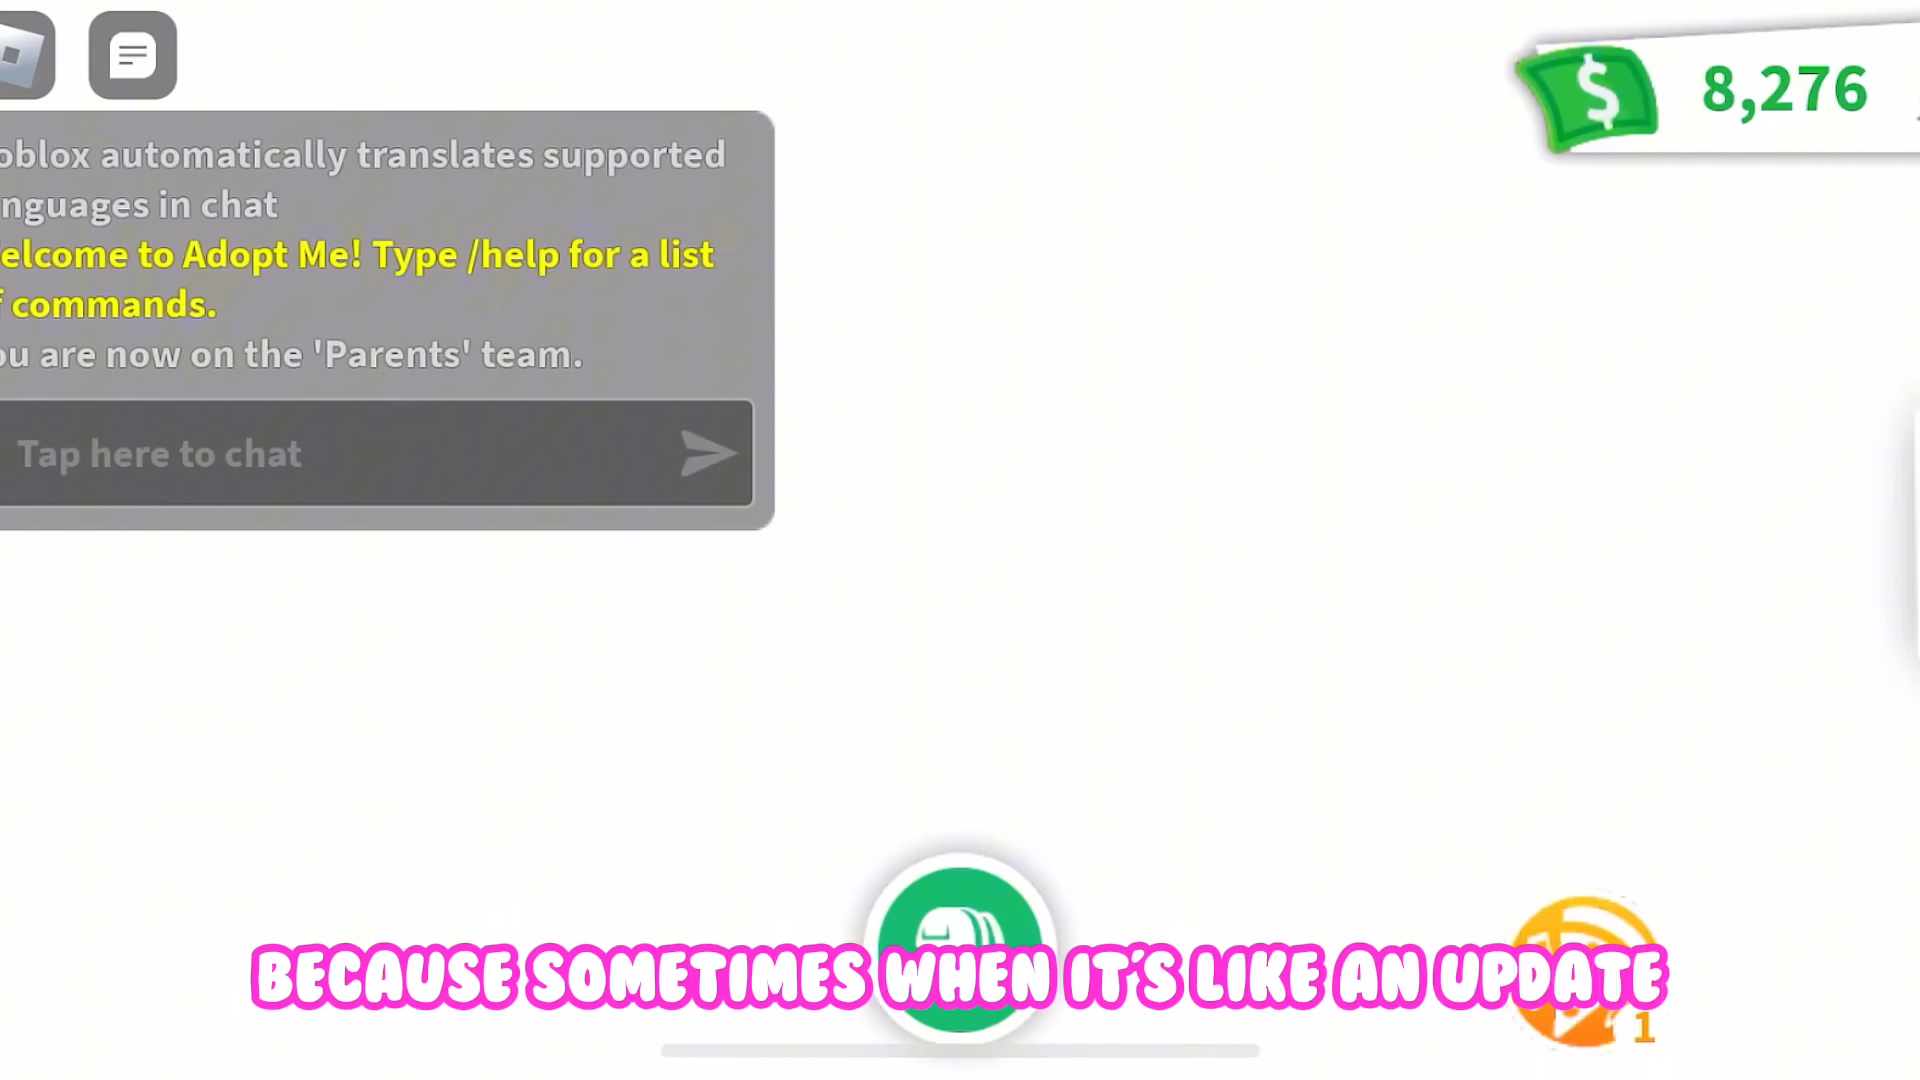 oblox automatically translates supported
nguages in chat
elcome to Adopt Me! Type /help for a list
f commands.
ou are now on the 'Parents' team.
Tap here to chat
8,276
BECAUSE SOMETIMES WHEN IT'S LIKE AN UPDATE
1